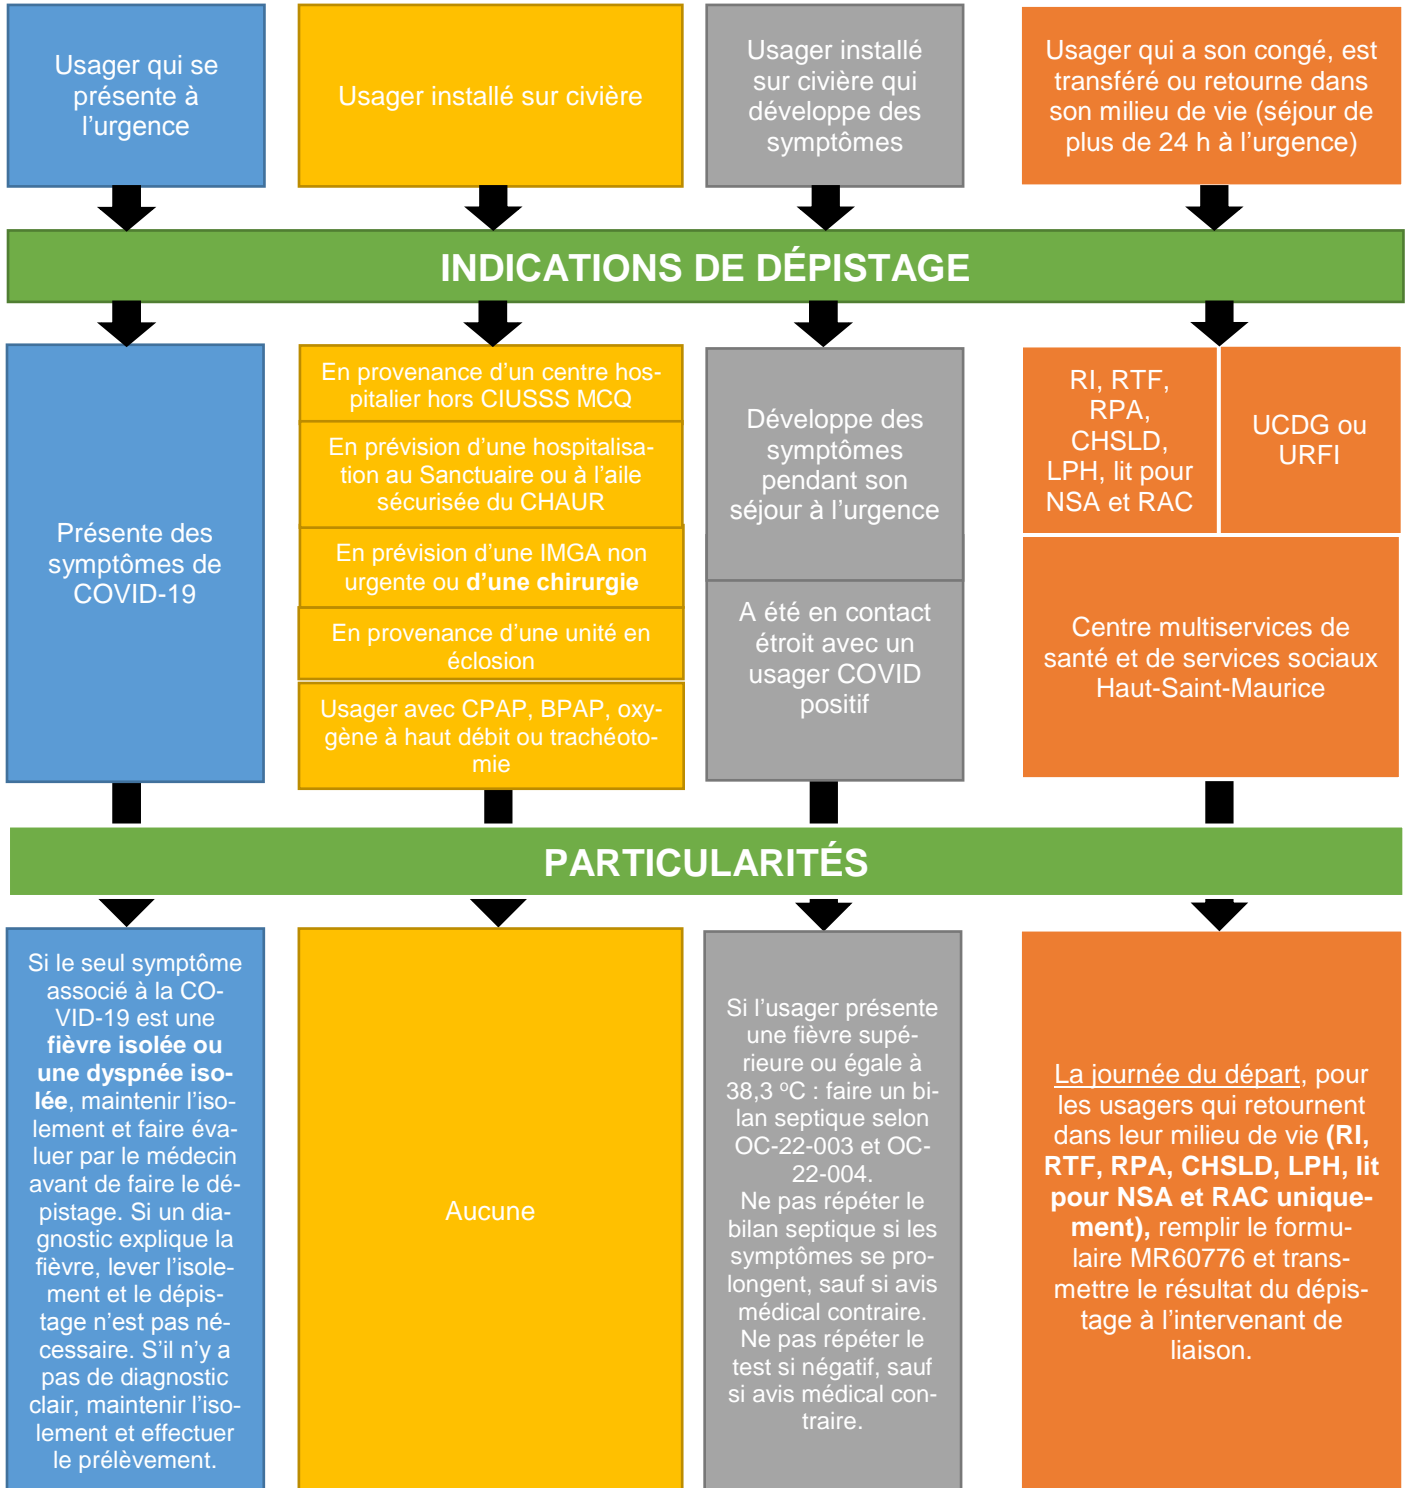 Usager qui se
présente à
l'urgence
Usager installé sur civière
Usager installé
sur civière qui
développe des
symptômes
Usager qui a son congé, est
transféré ou retourne dans
son milieu de vie (séjour de
plus de 24 h à l'urgence)
INDICATIONS DE DÉPISTAGE
Présente des
symptômes de
COVID-19
En provenance d'un centre hos-
pitalier hors CIUSSS MCQ
En prévision d'une hospitalisa-
tion au Sanctuaire ou à l'aile
sécurisée du CHAUR
En prévision d'une IMGA non
urgente ou d'une chirurgie
En provenance d'une unité en
éclosion
Usager avec CPAP, BPAP, oxy-
gène à haut débit ou trachéoto-
mie
Développe des
symptômes
pendant son
séjour à l'urgence
A été en contact
étroit avec un
usager COVID
positif
RI, RTF,
RPA,
CHSLD,
LPH, lit pour
NSA et RAC
UCDG ou
URFI
Centre multiservices de
santé et de services sociaux
Haut-Saint-Maurice
PARTICULARITÉS
Si le seul symptôme
associé à la CO-
VID-19 est une
fièvre isolée ou
une dyspnée iso-
lée, maintenir l'iso-
lement et faire éva-
luer par le médecin
avant de faire le dé-
pistage. Si un dia-
gnostic explique la
fièvre, lever l'isole-
ment et le dépis-
tage n'est pas né-
cessaire. S'il n'y a
pas de diagnostic
clair, maintenir l'iso-
lement et effectuer
le prélèvement.
Aucune
Si l'usager présente
une fièvre supé-
rieure ou égale à
38,3 ºC : faire un bi-
lan septique selon
OC-22-003 et OC-
22-004.
Ne pas répéter le
bilan septique si les
symptômes se pro-
longent, sauf si avis
médical contraire.
Ne pas répéter le
test si négatif, sauf
si avis médical con-
traire.
La journée du départ, pour
les usagers qui retournent
dans leur milieu de vie (RI,
RTF, RPA, CHSLD, LPH, lit
pour NSA et RAC unique-
ment), remplir le formu-
laire MR60776 et trans-
mettre le résultat du dépis-
tage à l'intervenant de
liaison.